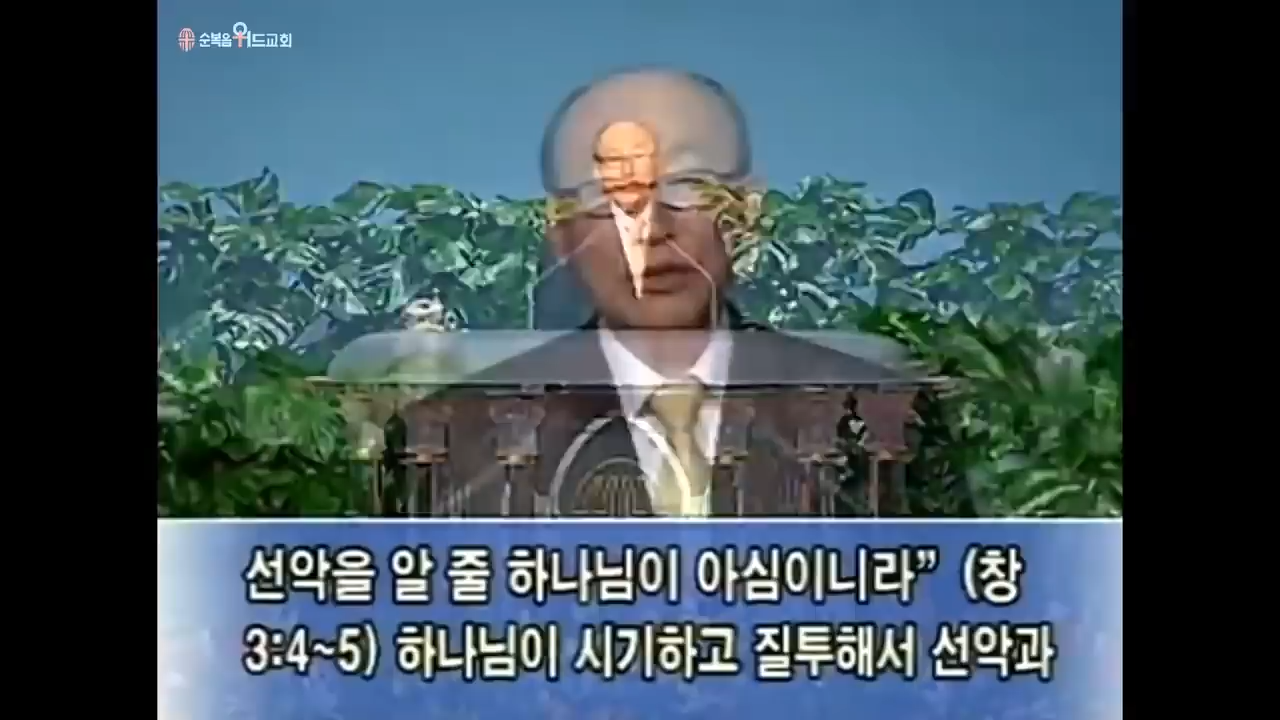 순복음위드교회
선악을 알 줄 하나님이 아심이니라” (창
3:4~5) 하나님이 시기하고 질투해서 선악과